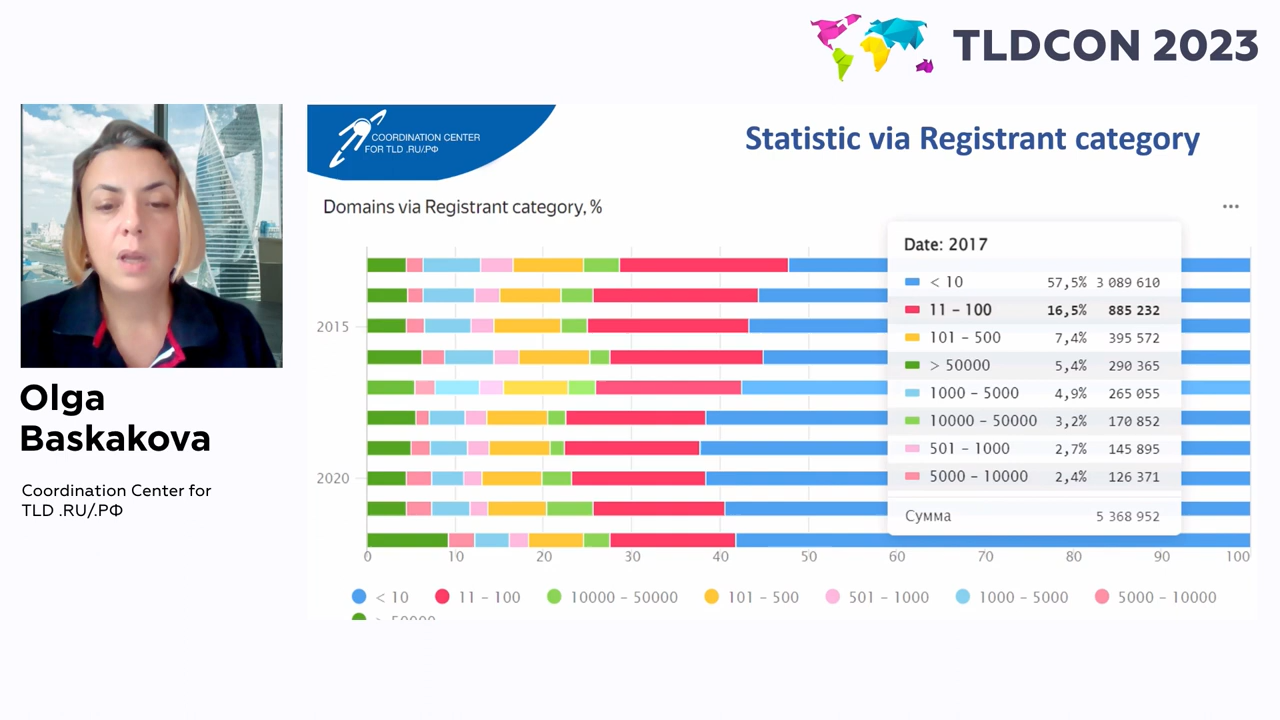 TLDCON 2023
COORDINATION CENTER
FOR TLD .RU/.РФ
Statistic via Registrant category
Domains via Registrant category, %
Date: 2017
< 10 57,5% 3 089 610
11 – 100 16,5% 885 232
101 – 500 7,4% 395 572
> 50000 5,4% 290 365
1000 – 5000 4,9% 265 055
10000 – 50000 3,2% 170 852
501 – 1000 2,7% 145 895
5000 – 10000 2,4% 126 371
Сумма 5 368 952
2015
2020
0 10 20 30 40 50 60 70 80 90 100
< 10 11 – 100 10000 – 50000 101 – 500 501 – 1000 1000 – 5000 5000 – 10000
> 50000
Olga
Baskakova
Coordination Center for
TLD .RU/.РФ